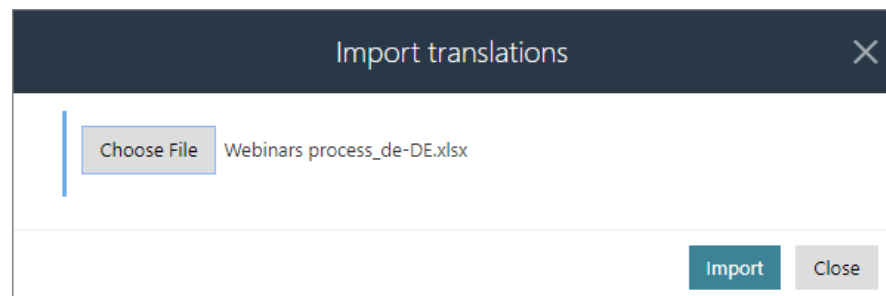 Import translations
Choose File Webinars process_de-DE.xlsx
Import Close